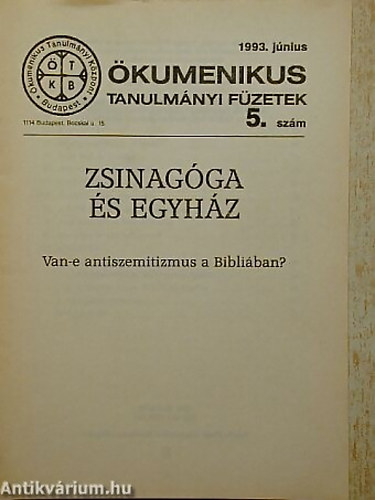 Ökumenikus Tanulmányi Központ
Budapest
Ö T
K B
1114 Budapest, Bocskai u. 15.
1993. június
ÖKUMENIKUS
TANULMÁNYI FÜZETEK
5. szám
ZSINAGÓGA
ÉS EGYHÁZ
Van-e antiszemitizmus a Bibliában?
Antikvárium.hu